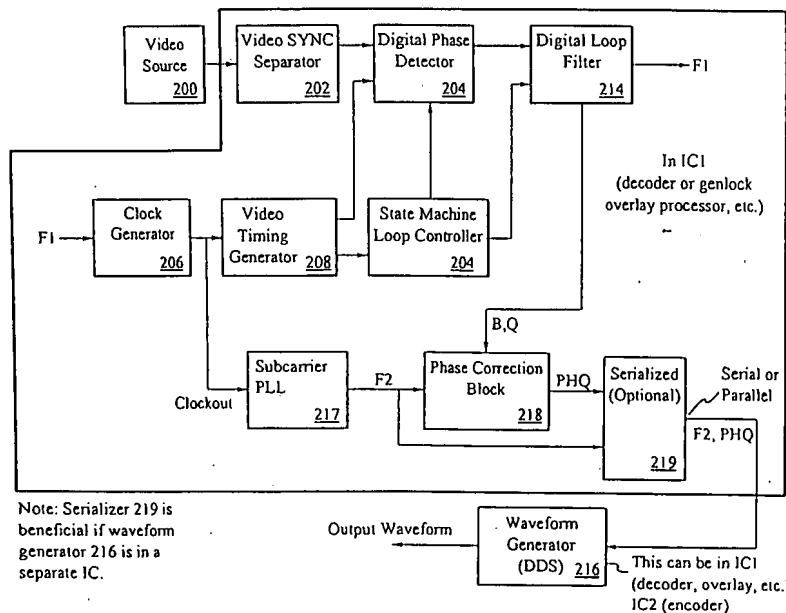 Video
Source
200
Video SYNC
Separator
202
Digital Phase
Detector
204
Digital Loop
Filter
214
F1
In IC1
(decoder or genlock
overlay processor, etc.)
F1
Clock
Generator
206
Video
Timing
Generator
208
State Machine
Loop Controller
204
B,Q
Clockout
Subcarrier
PLL
217
F2
Phase Correction
Block
218
PHQ
Serialized
(Optional)
219
Serial or
Parallel
F2, PHQ
Note: Serializer 219 is
beneficial if waveform
generator 216 is in a
separate IC.
Output Waveform
Waveform
Generator
(DDS)
216
This can be in IC1
(decoder, overlay, etc.
IC2 (encoder)